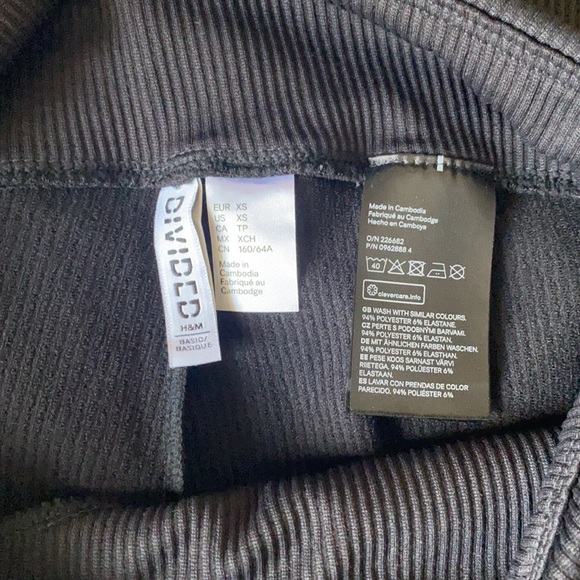 DIVIDED
H&M
BASIC/
BASIQUE
EUR XS
US XS
CA TP
MX XCH
CN 160/64A
Made in
Cambodia
Fabriqué au
Cambodge
Made in Cambodia
Fabriqué au Cambodge
Hecho en Camboya
O/N 226682
P/N 0962888 4
40
clevercare.info
GB WASH WITH SIMILAR COLOURS.
94% POLYESTER 6% ELASTANE.
CZ PERTE S PODOBNÝMI BARVAMI.
94% POLYESTER 6% ELASTAN.
DE MIT ÄHNLICHEN FARBEN WASCHEN.
94% POLYESTER 6% ELASTHAN.
EE PESE KOOS SARNAST VÄRVI
RIETEGA. 94% POLÜESTER 6%
ELASTAAN.
ES LAVAR CON PRENDAS DE COLOR
PARECIDO. 94% POLIÉSTER 6%